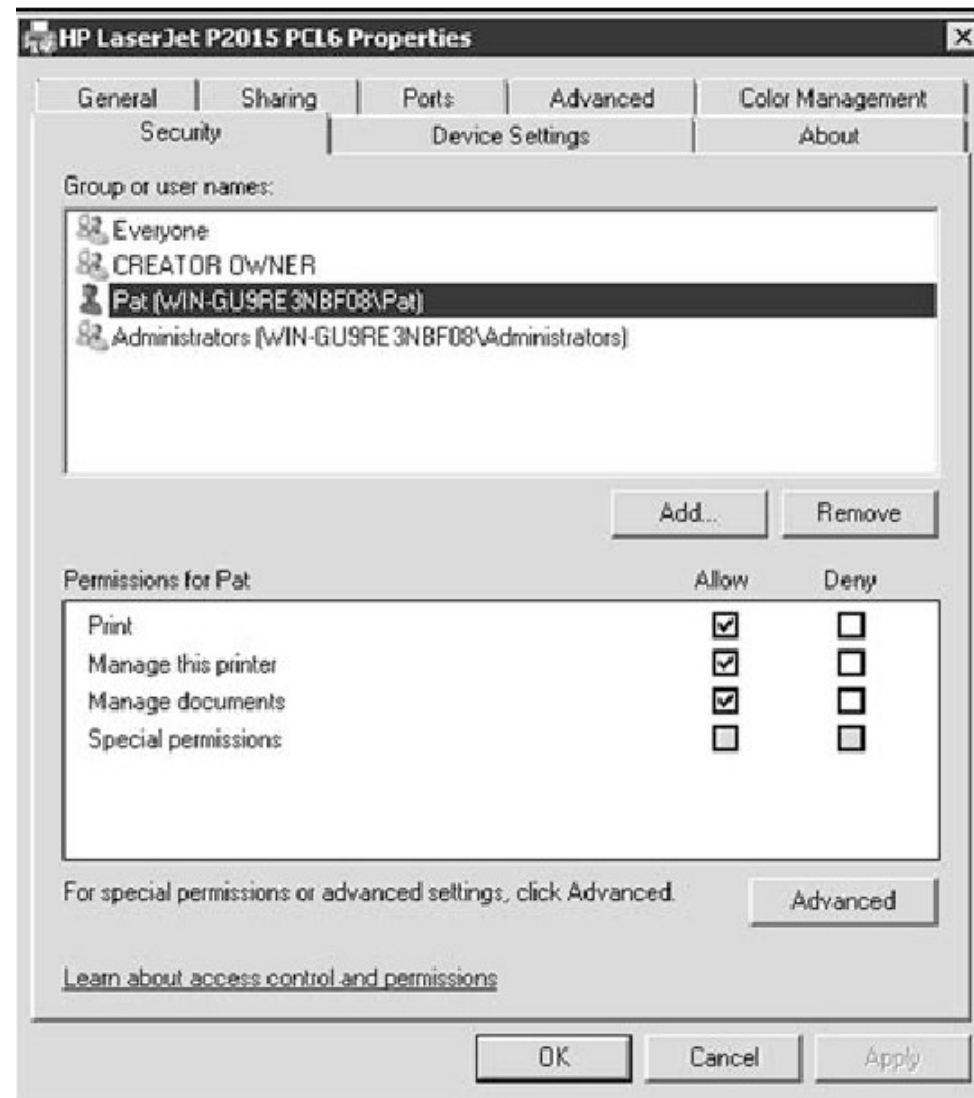 HP LaserJet P2015 PCL6 Properties
General Sharing Ports Advanced Color Management
Security Device Settings About
Group or user names:
Everyone
CREATOR OWNER
Pat (WIN-GU9RE3NBF08\Pat)
Administrators (WIN-GU9RE3NBF08\Administrators)
Add... Remove
Permissions for Pat Allow Deny
Print
Manage this printer
Manage documents
Special permissions
For special permissions or advanced settings, click Advanced. Advanced
Learn about access control and permissions
OK Cancel Apply